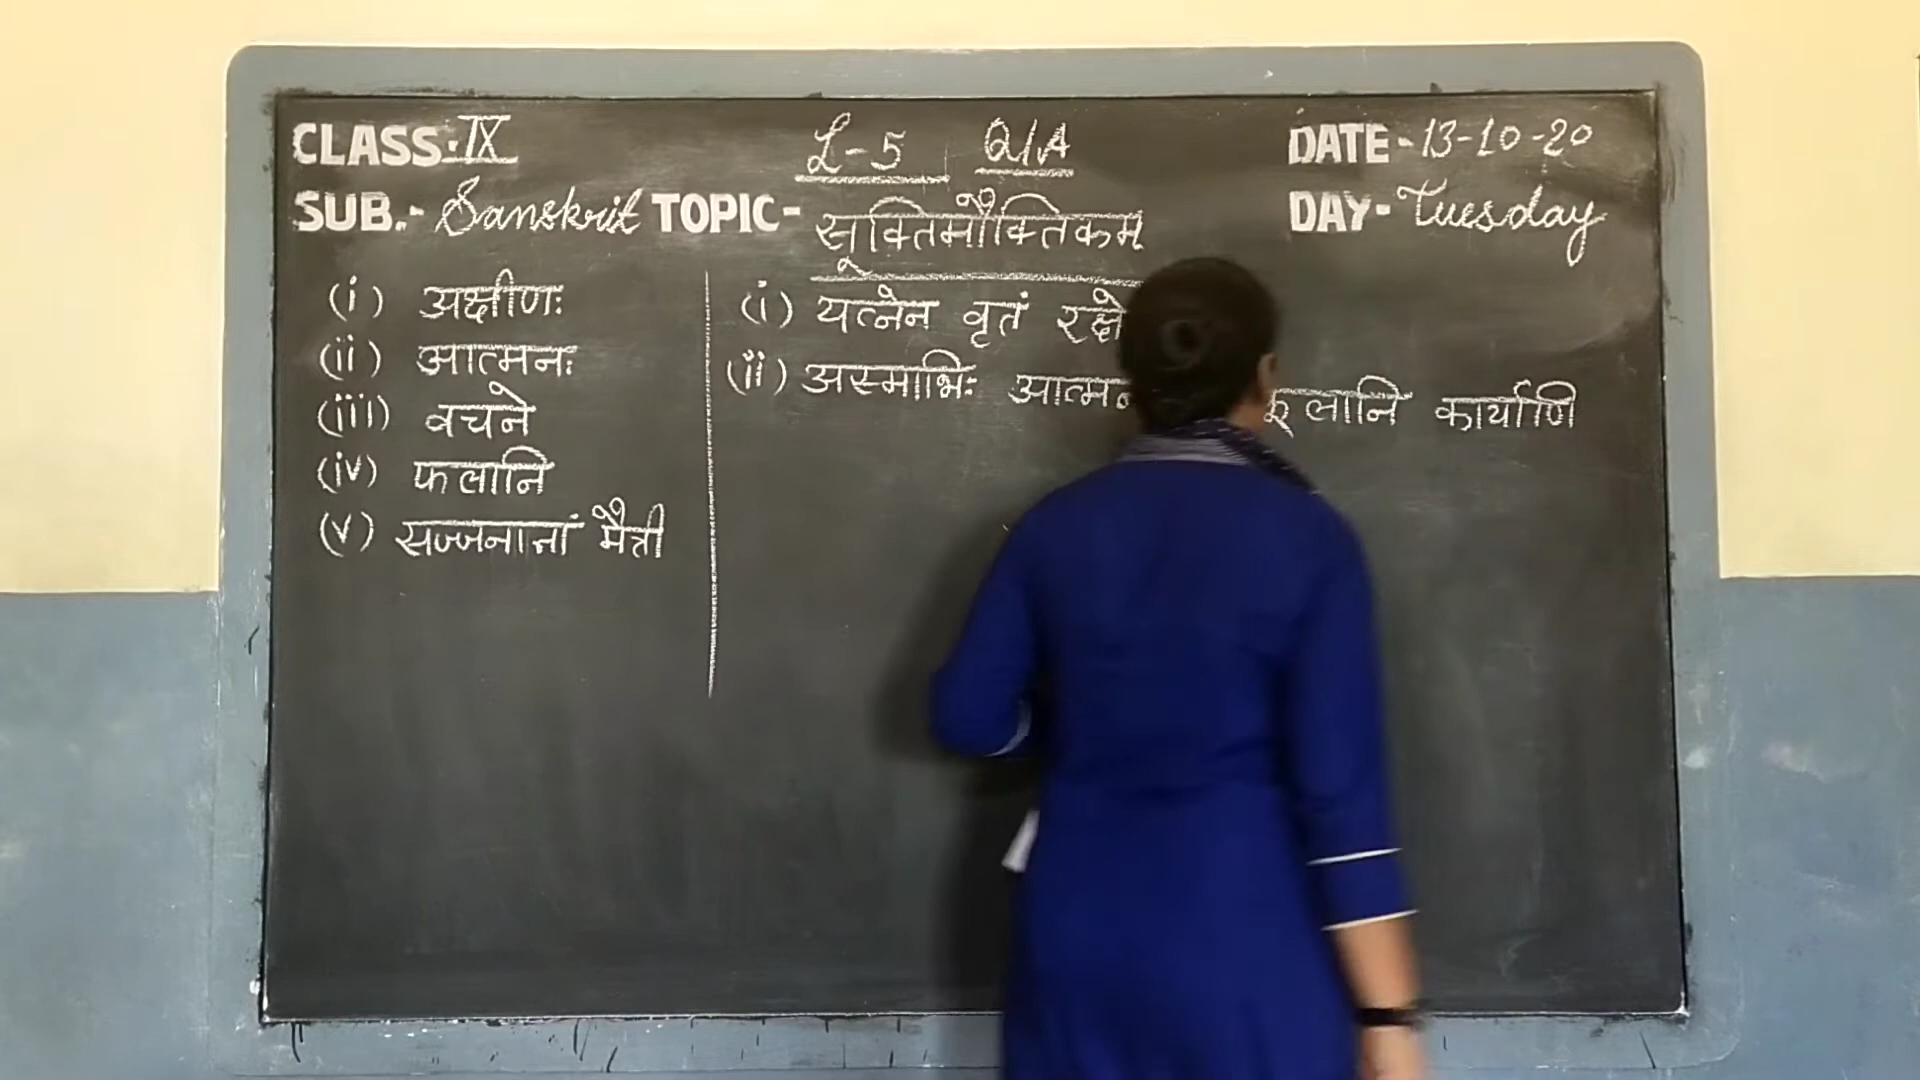 CLASS.IX
L-5 Q/A
DATE-13-10-20
SUB.- Sanskrit TOPIC- सूक्तिमौक्तिकम
DAY- Tuesday
(i) अक्षीणः
(ii) आत्मनः
(iii) वचने
(iv) फलानि
(v) सज्जनानां मैत्री
(i) यत्नेन वृतं
(ii) अस्माभिः कार्याणि